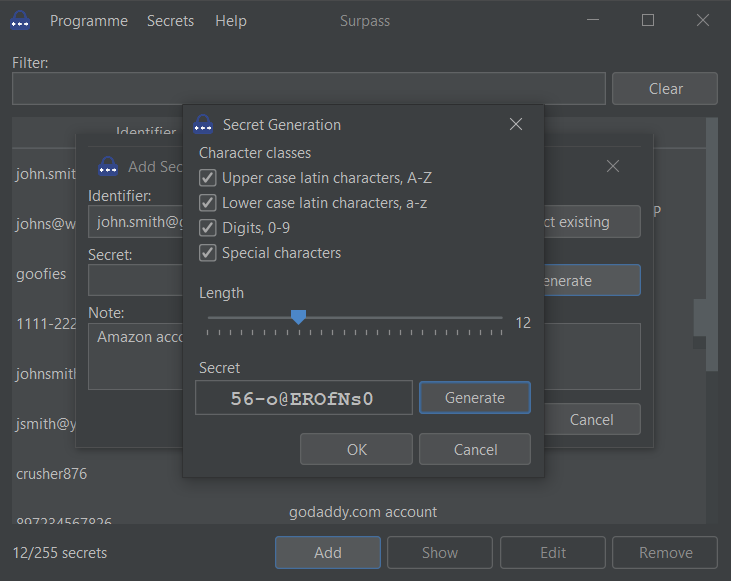 Programme Secrets Help Surpass
Filter:
Clear
Identifier
john.smit
johns@w
goofies
1111-222
johnsmit
jsmith@y
crusher876
897234567826
godaddy.com account
P
Add Sec
Identifier:
john.smith@g
ct existing
Secret:
enerate
Note:
Amazon acco
Cancel
Secret Generation
Character classes
Upper case latin characters, A-Z
Lower case latin characters, a-z
Digits, 0-9
Special characters
Length
12
Secret
56-o@EROfNs0
Generate
OK Cancel
12/255 secrets
Add Show Edit Remove